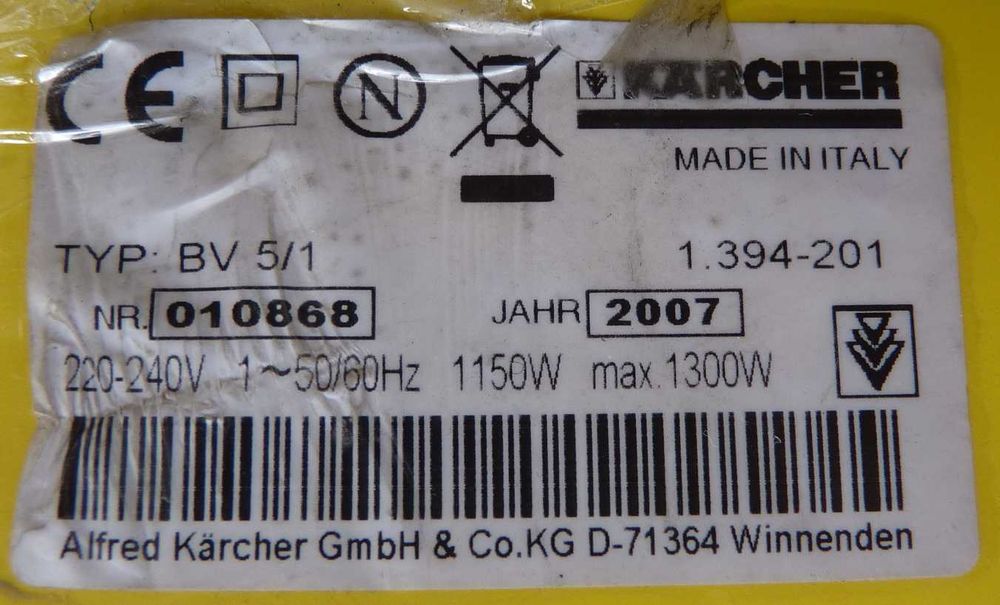 CE N KÄRCHER
MADE IN ITALY
TYP: BV 5/1 1.394-201
NR. 010868 JAHR 2007
220-240V 1~50/60Hz 1150W max.1300W
Alfred Kärcher GmbH & Co.KG D-71364 Winnenden